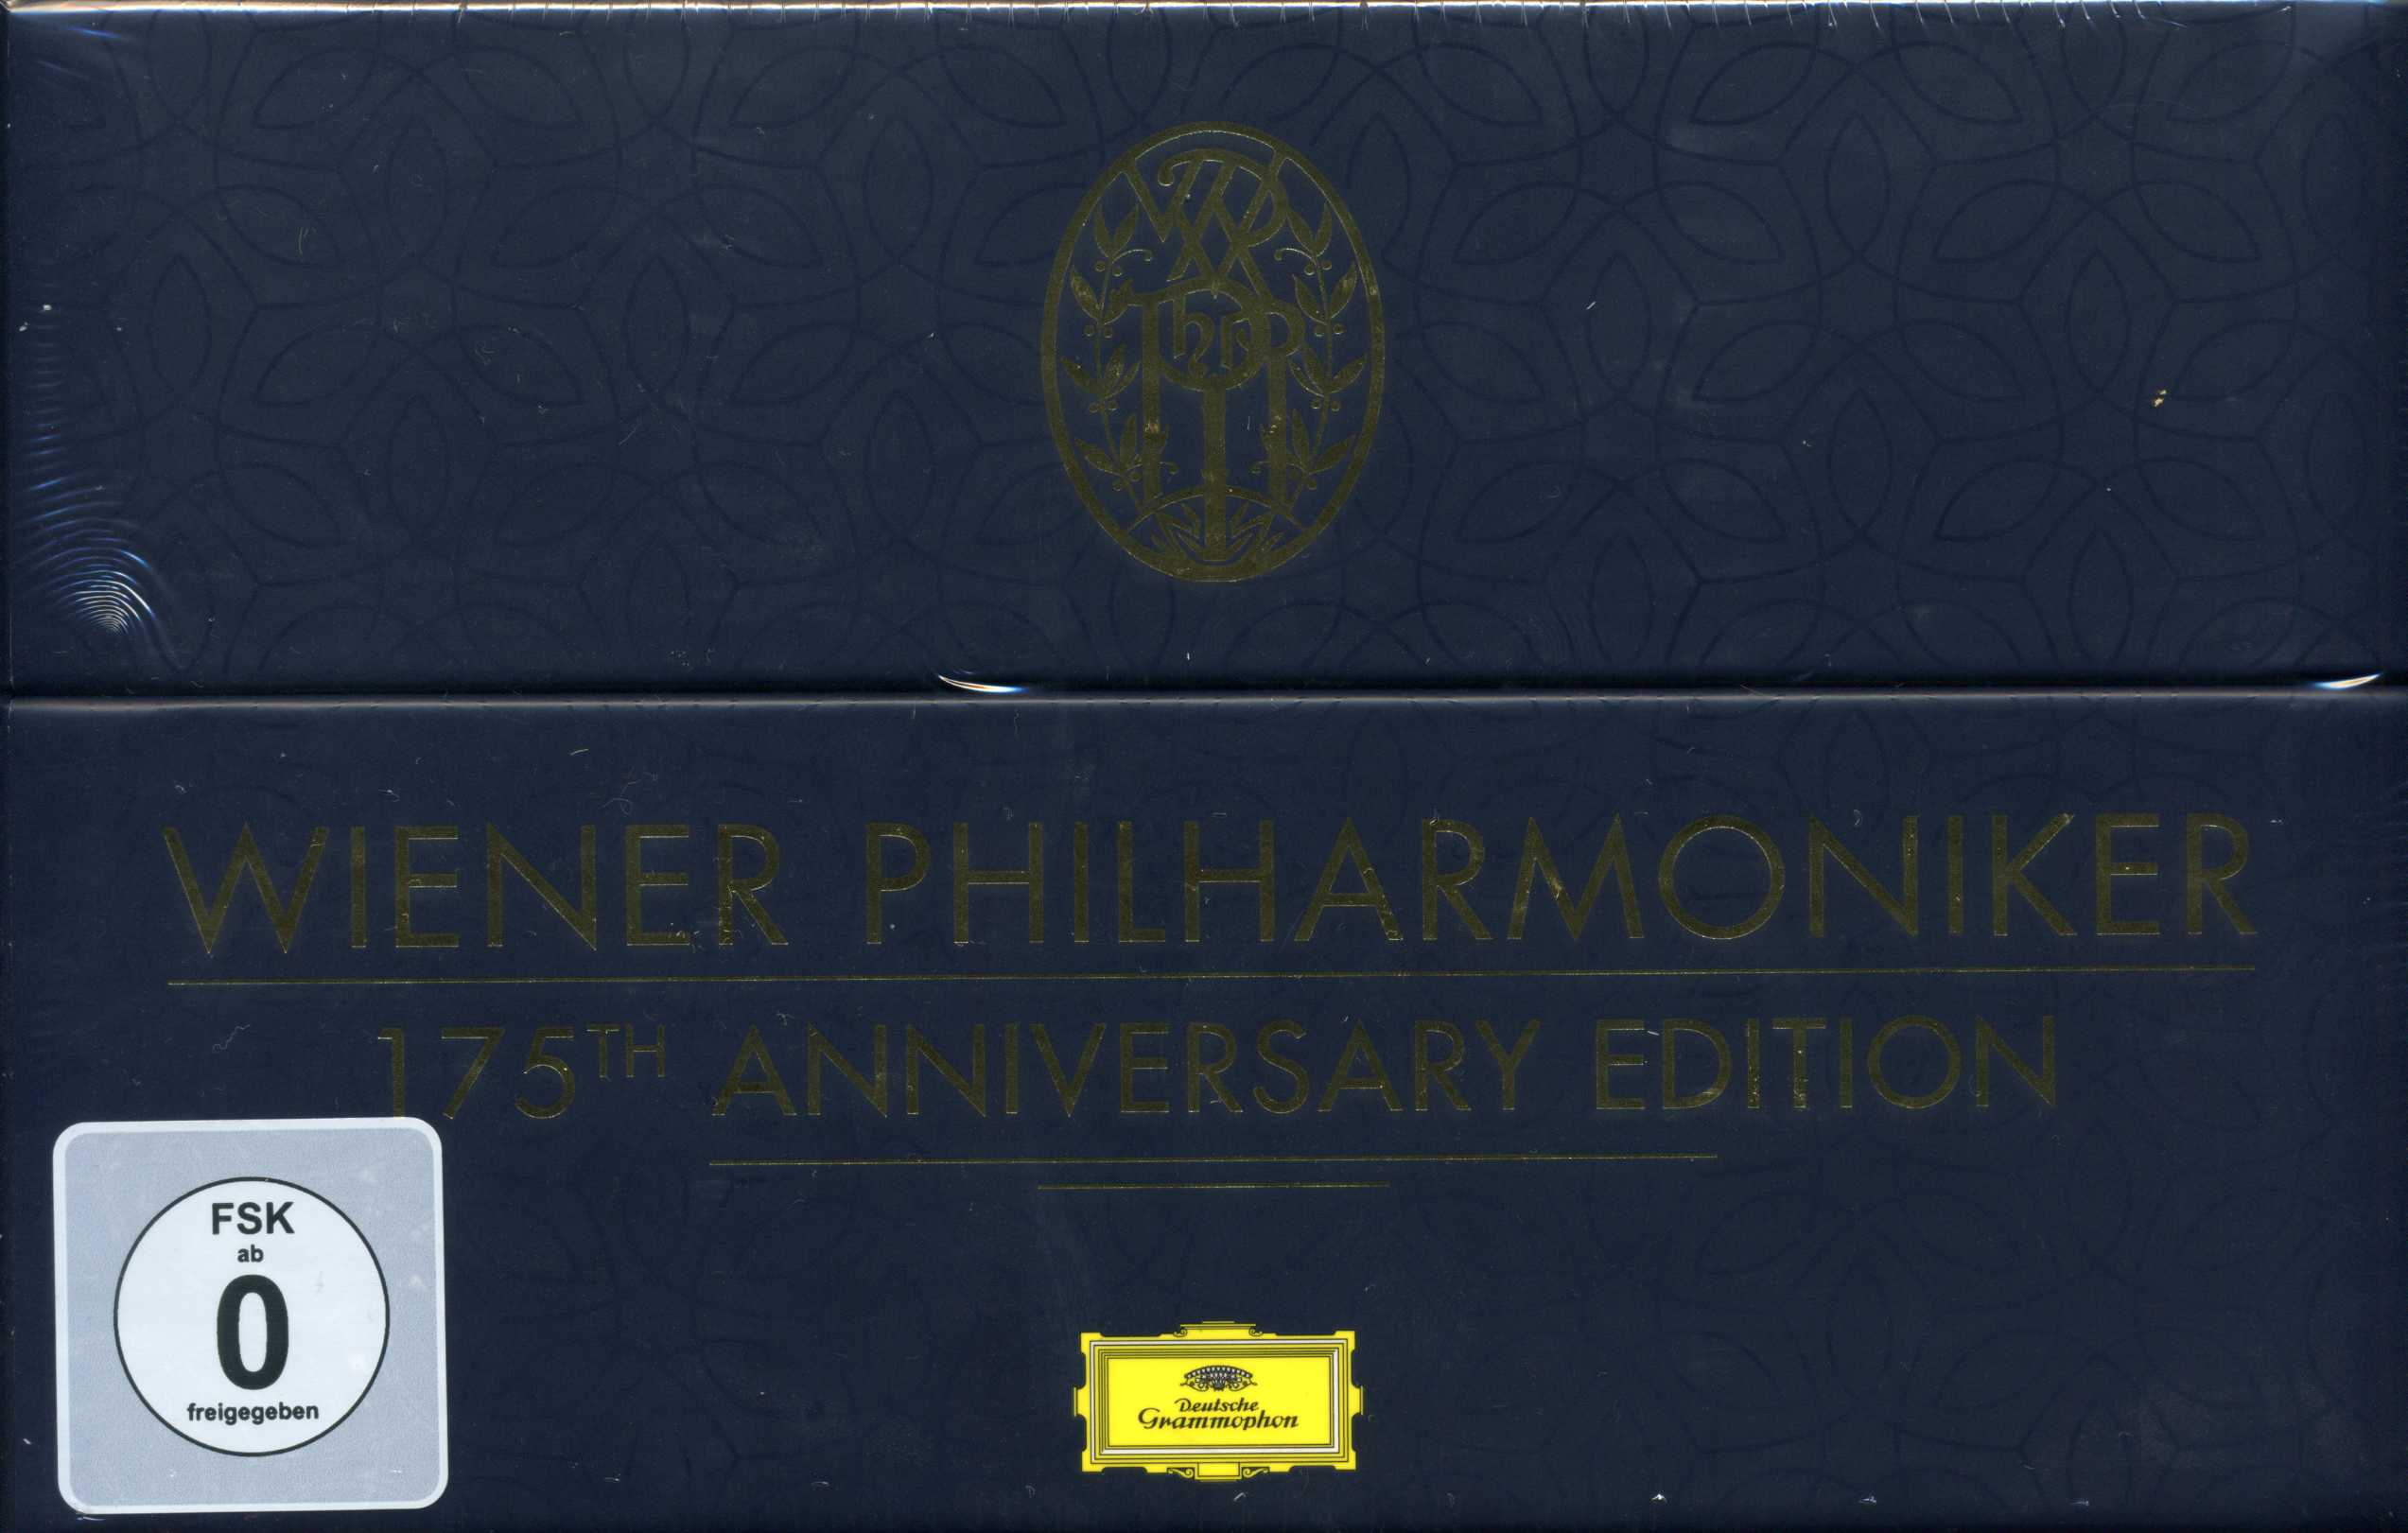 WIENER PHILHARMONIKER
175TH ANNIVERSARY EDITION
FSK
ab
0
freigegeben
Deutsche
Grammophon